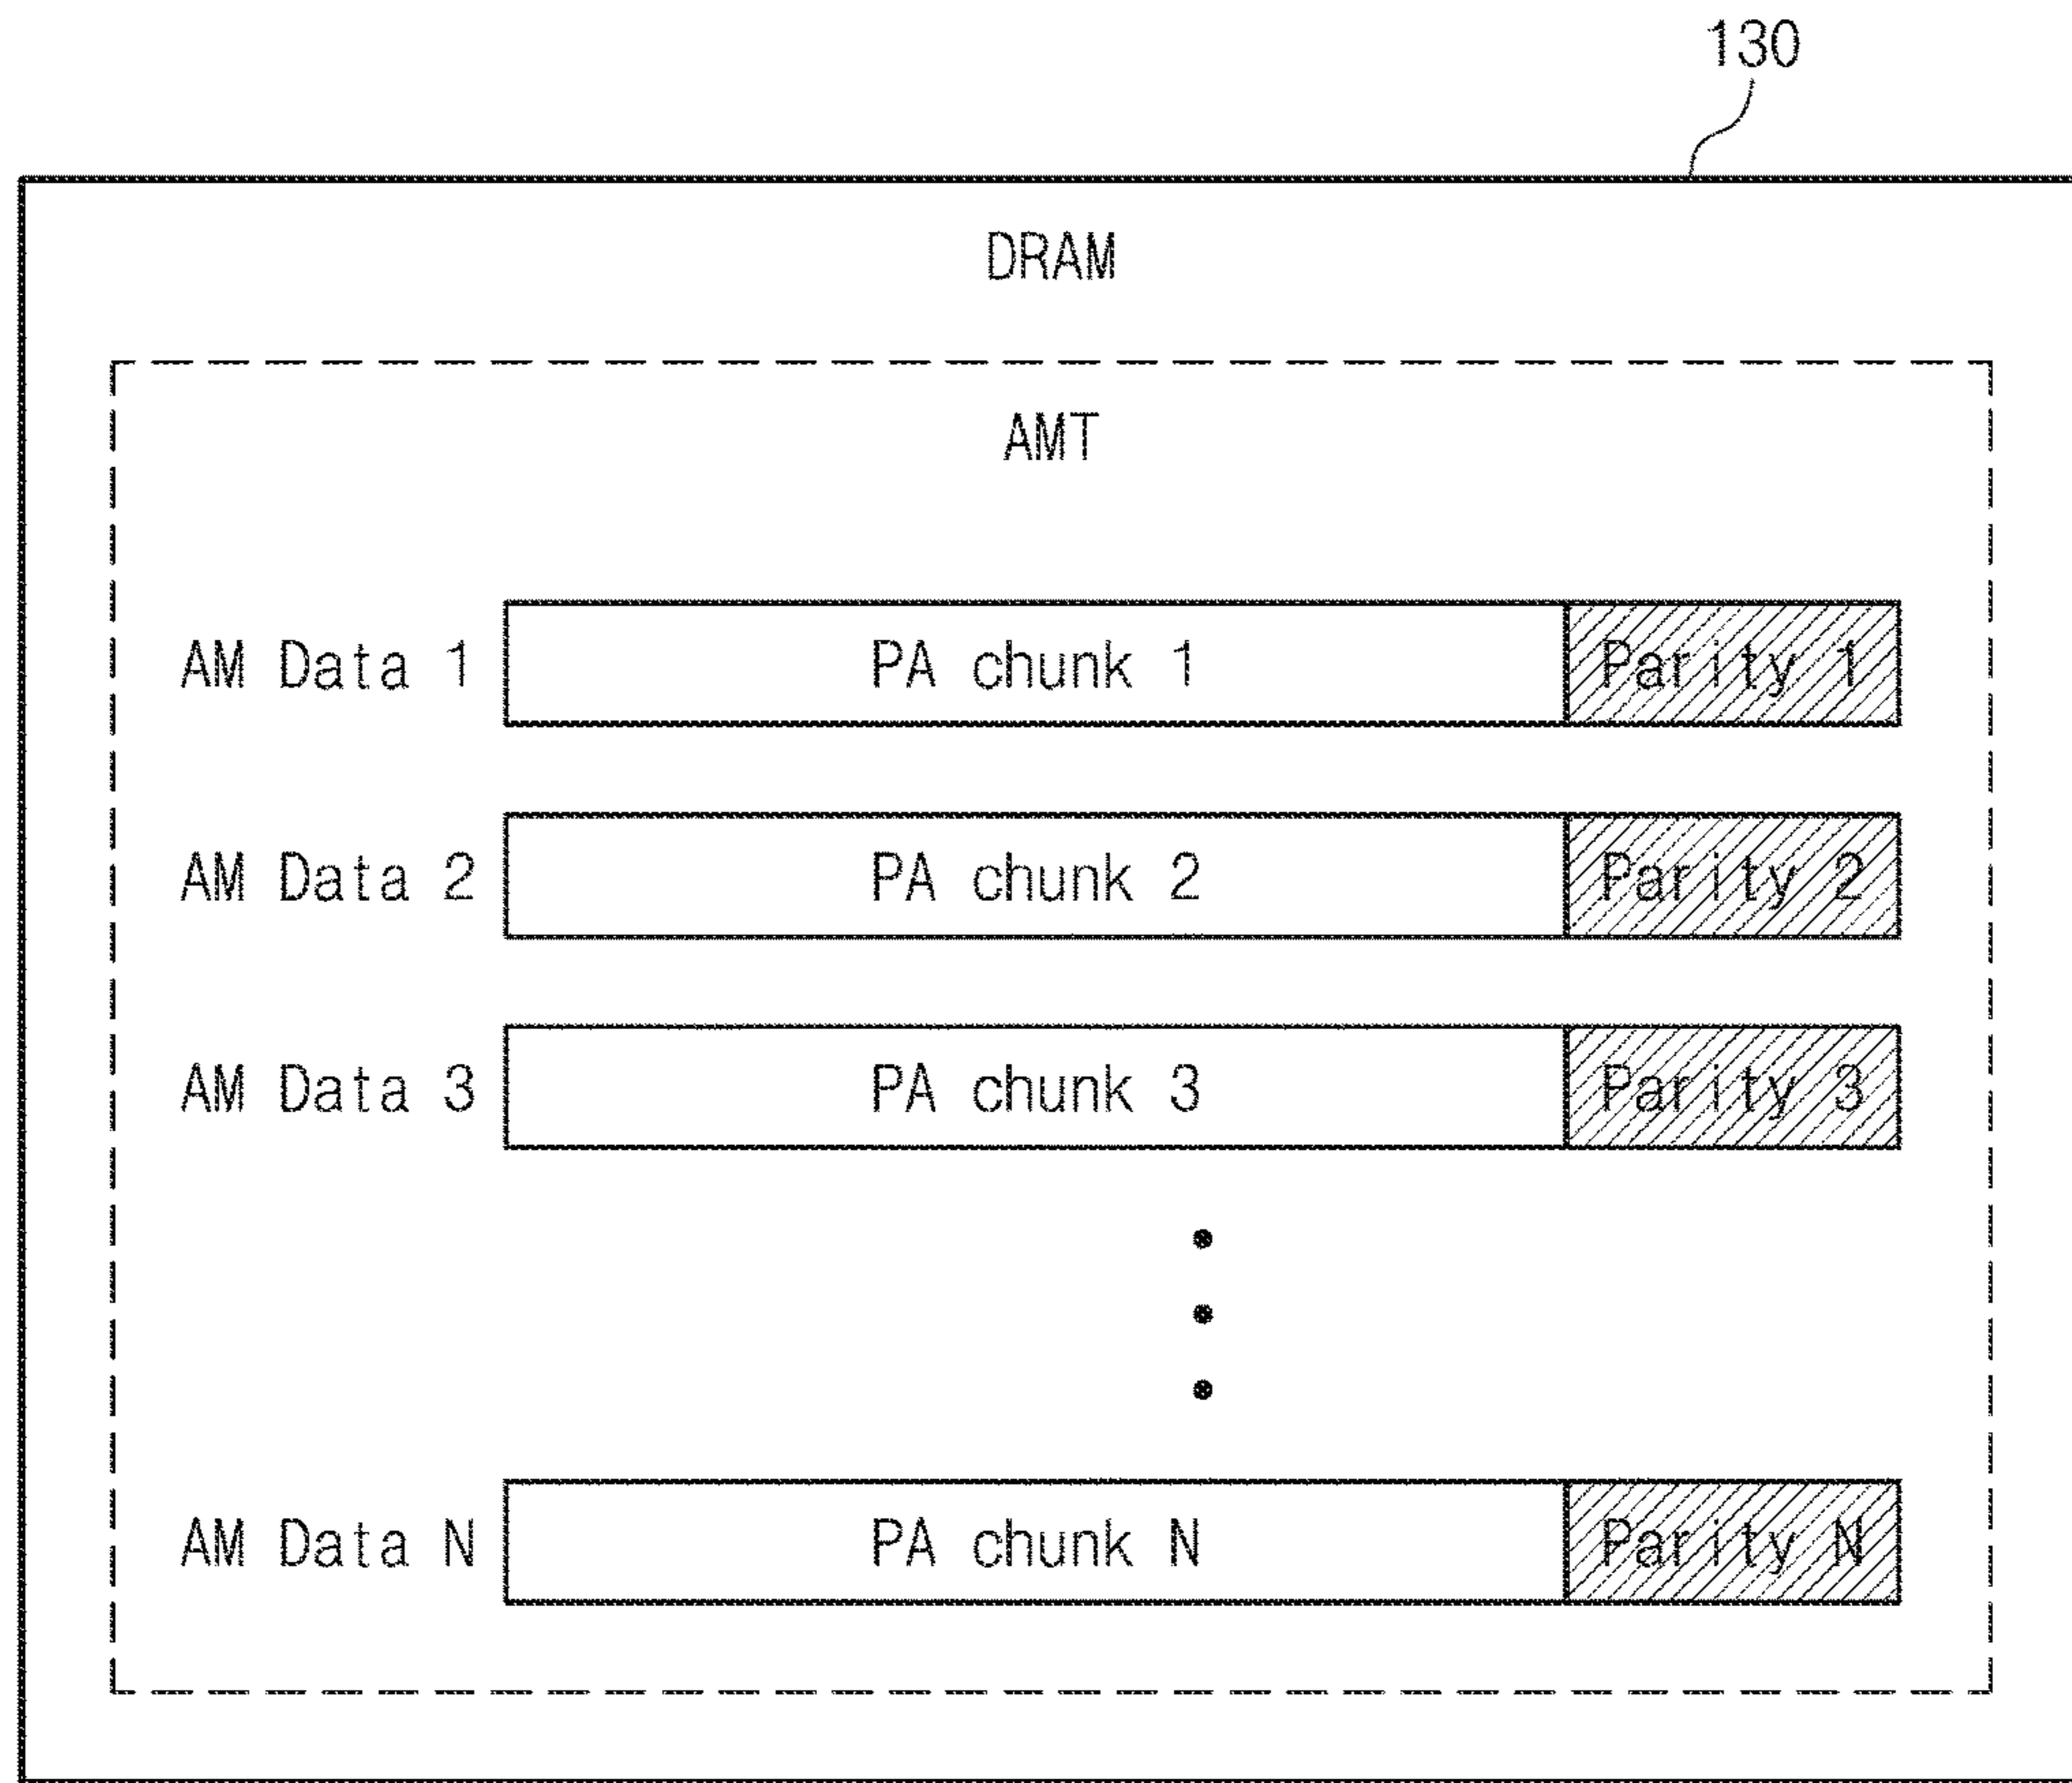 130
DRAM
AMT
AM Data 1 PA chunk 1 Parity 1
AM Data 2 PA chunk 2 Parity 2
AM Data 3 PA chunk 3 Parity 3
AM Data N PA chunk N Parity N